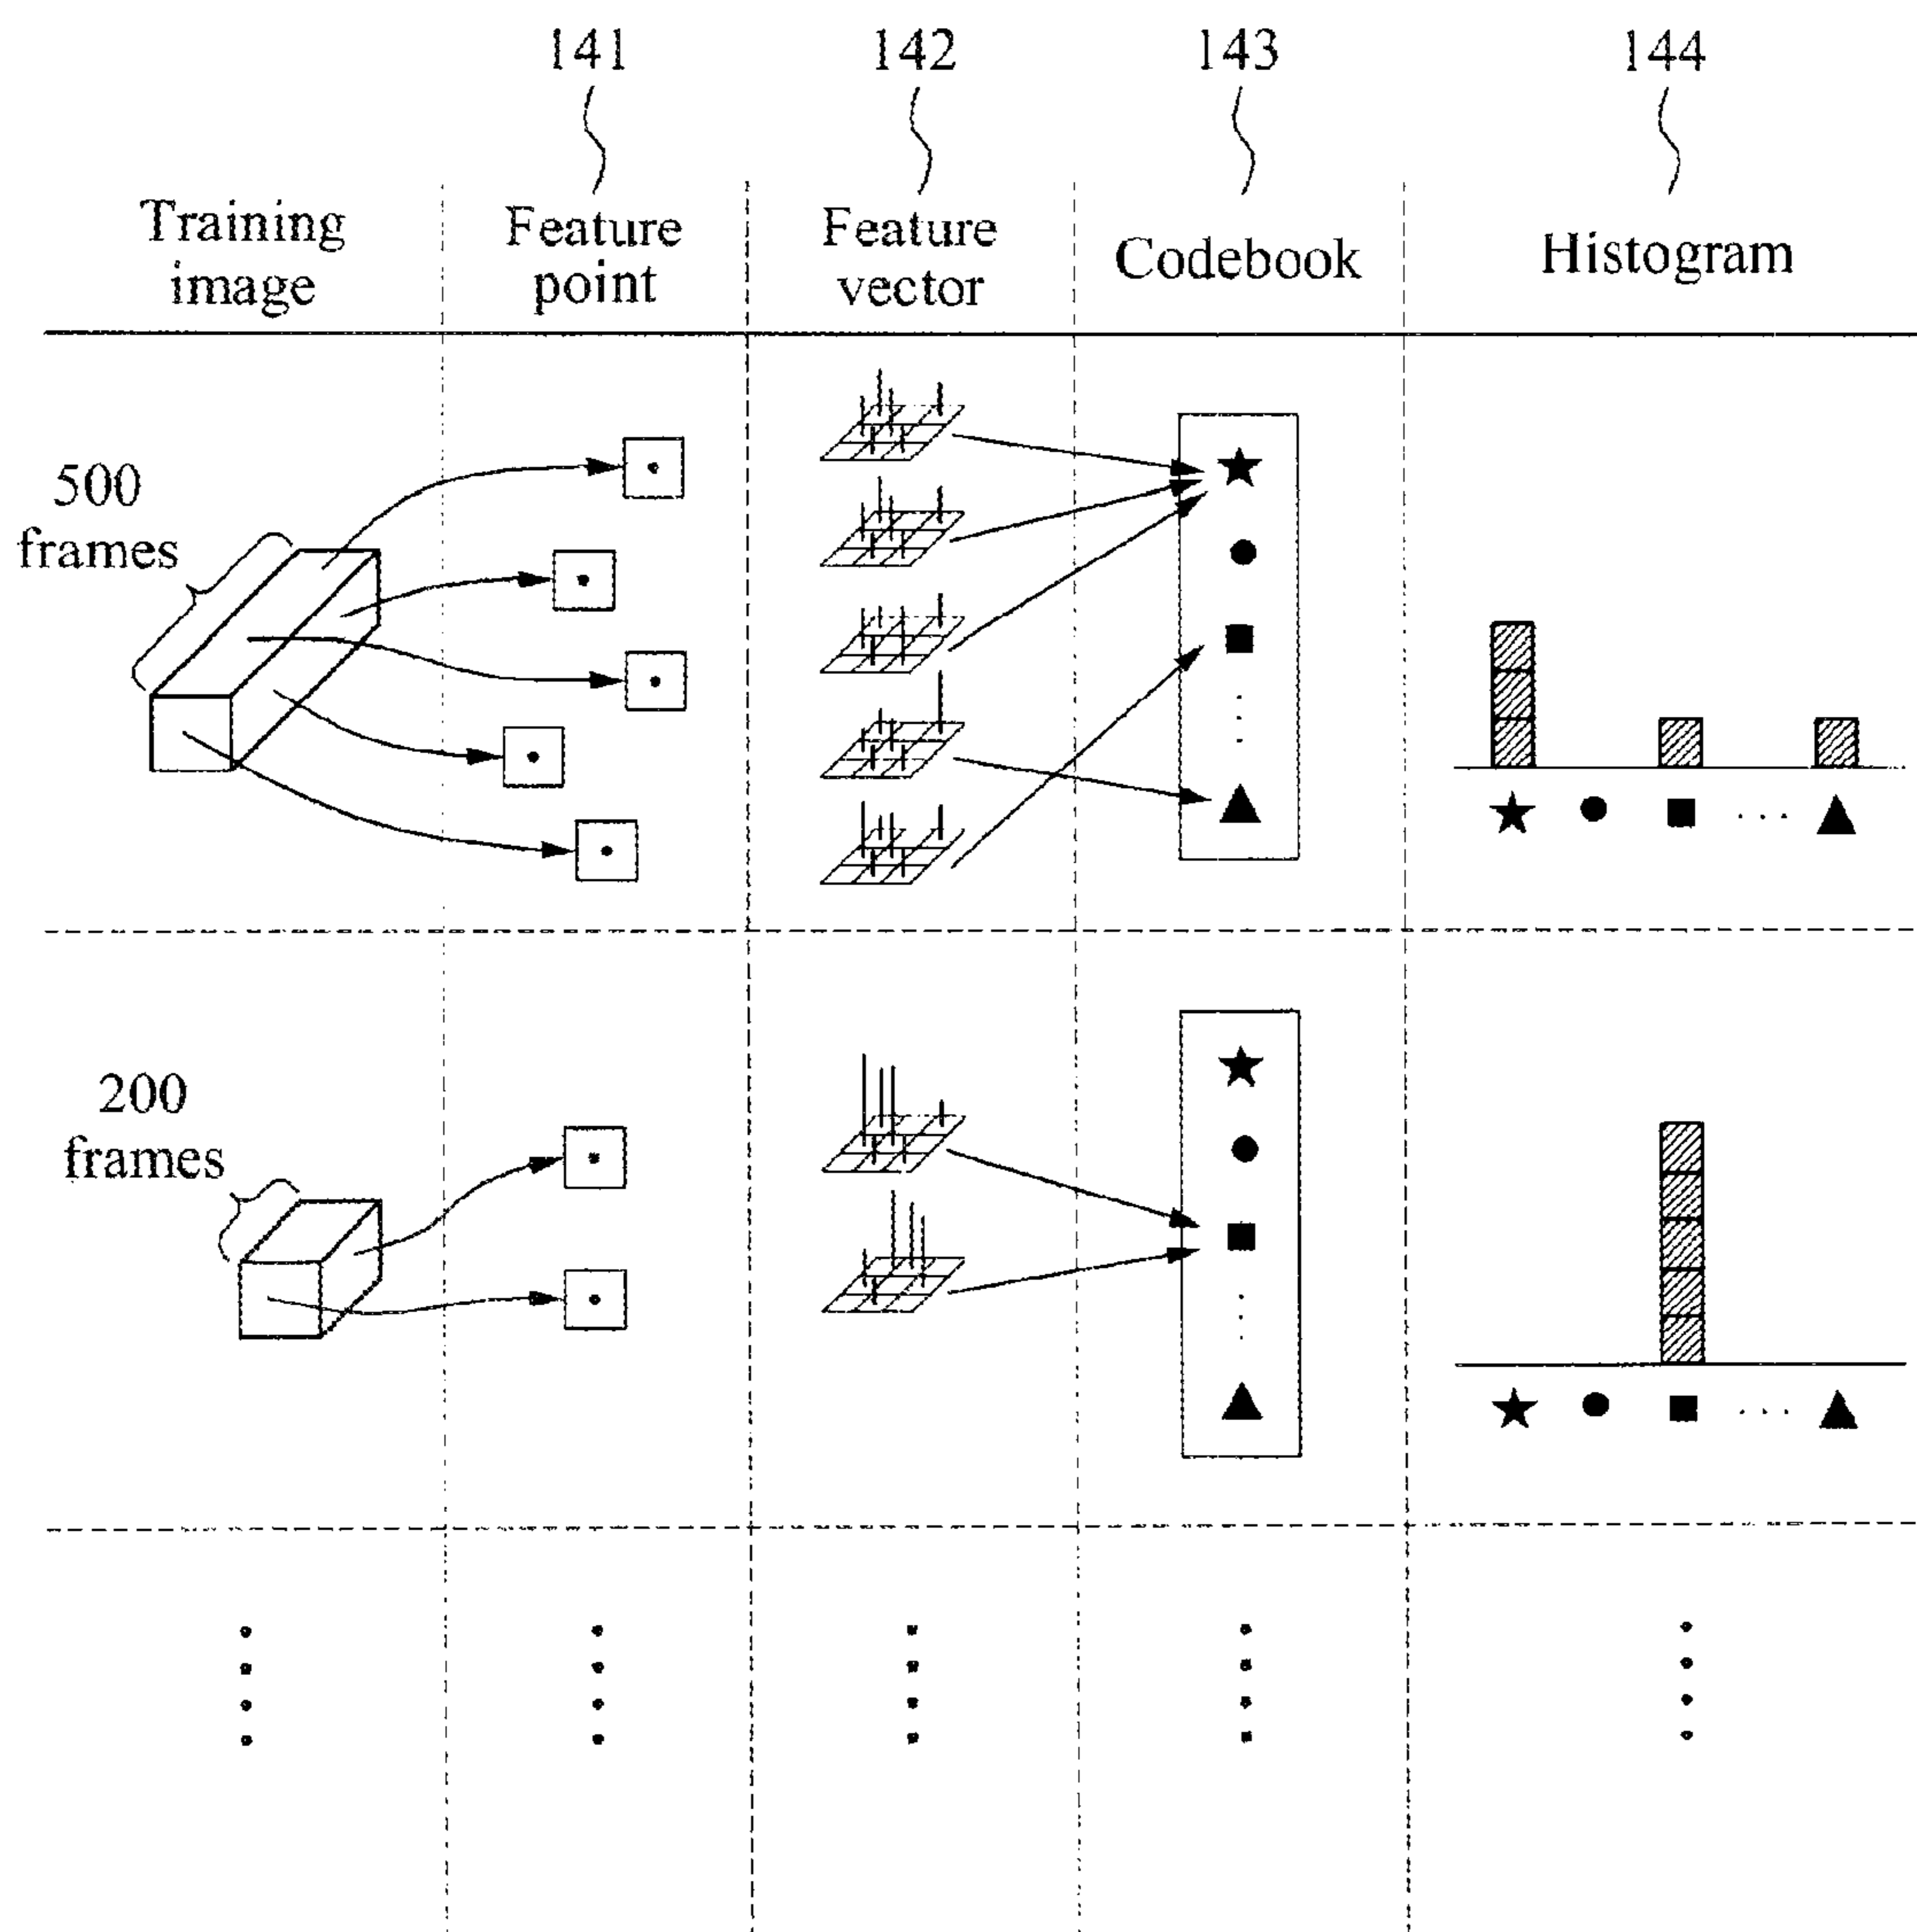 141
142
143
144
Training
image
Feature
point
Feature
vector
Codebook
Histogram
500
frames
200
frames